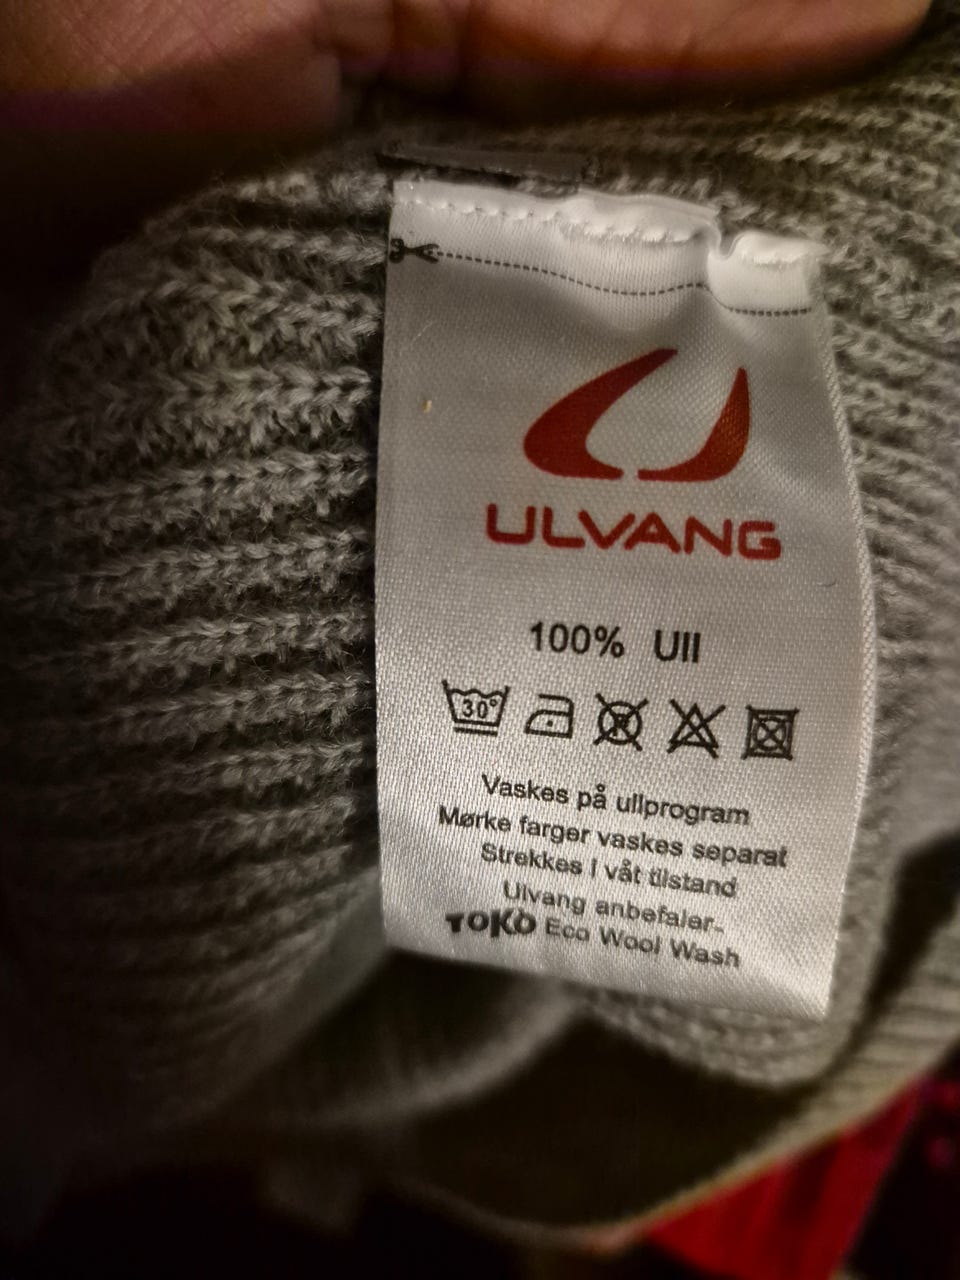 ULVANG
100% Ull
30°
Vaskes på ullprogram
Mørke farger vaskes separat
Strekkes i våt tilstand
Ulvang anbefaler.
TOKO Eco Wool Wash